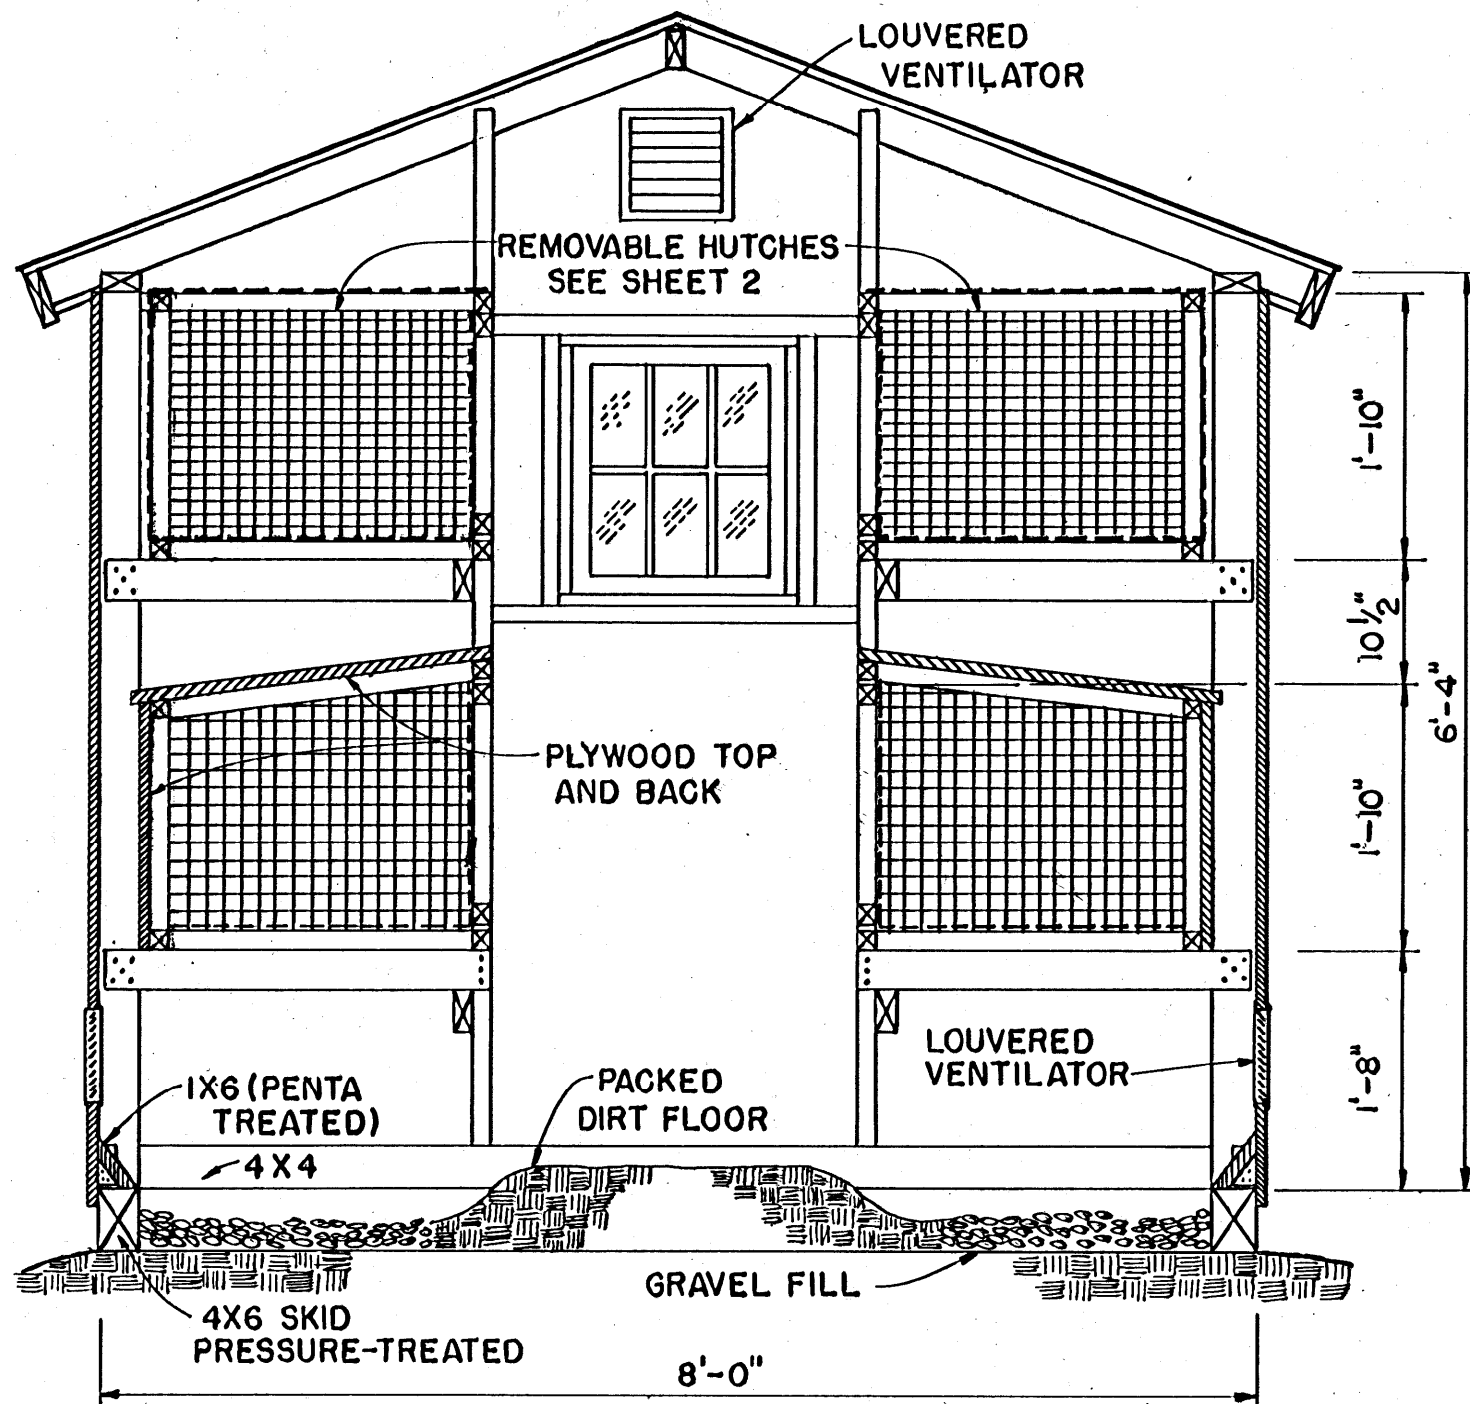 LOUVERED
VENTILATOR
REMOVABLE HUTCHES
SEE SHEET 2
1'-10"
10 1/2"
6'-4"
PLYWOOD TOP
AND BACK
1'-10"
LOUVERED
VENTILATOR
1'-8"
1X6 (PENTA
TREATED)
PACKED
DIRT FLOOR
4X4
GRAVEL FILL
4X6 SKID
PRESSURE-TREATED
8'-0"